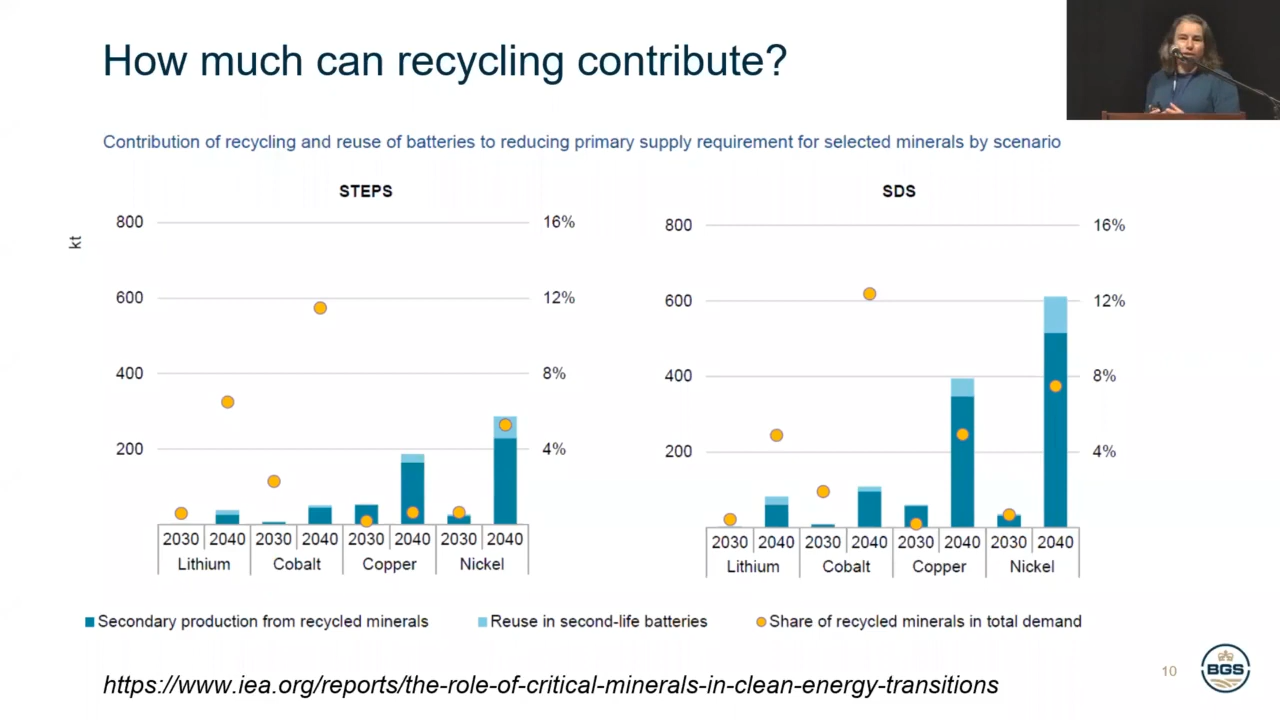 How much can recycling contribute?
Contribution of recycling and reuse of batteries to reducing primary supply requirement for selected minerals by scenario
STEPS
SDS
kt
800
600
400
200
16%
12%
8%
4%
2030 2040 2030 2040 2030 2040 2030 2040
Lithium Cobalt Copper Nickel
800
600
400
200
16%
12%
8%
4%
2030 2040 2030 2040 2030 2040 2030 2040
Lithium Cobalt Copper Nickel
Secondary production from recycled minerals
Reuse in second-life batteries
Share of recycled minerals in total demand
https://www.iea.org/reports/the-role-of-critical-minerals-in-clean-energy-transitions
10
BGS